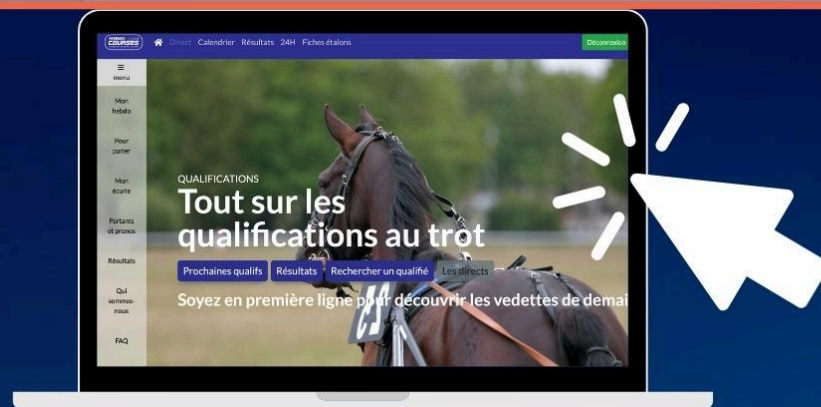 COURSES
Direct Calendrier Résultats 24H Fiches étalons
Déconnexion
menu
Mon
hebdo
Pour
parier
Mon
écurie
Partants
et pronos
Résultats
Qui
sommes-
nous
FAQ
QUALIFICATIONS
Tout sur les
qualifications au trot
Prochaines qualifs Résultats Rechercher un qualifié Les directs
Soyez en première ligne pour découvrir les vedettes de demai